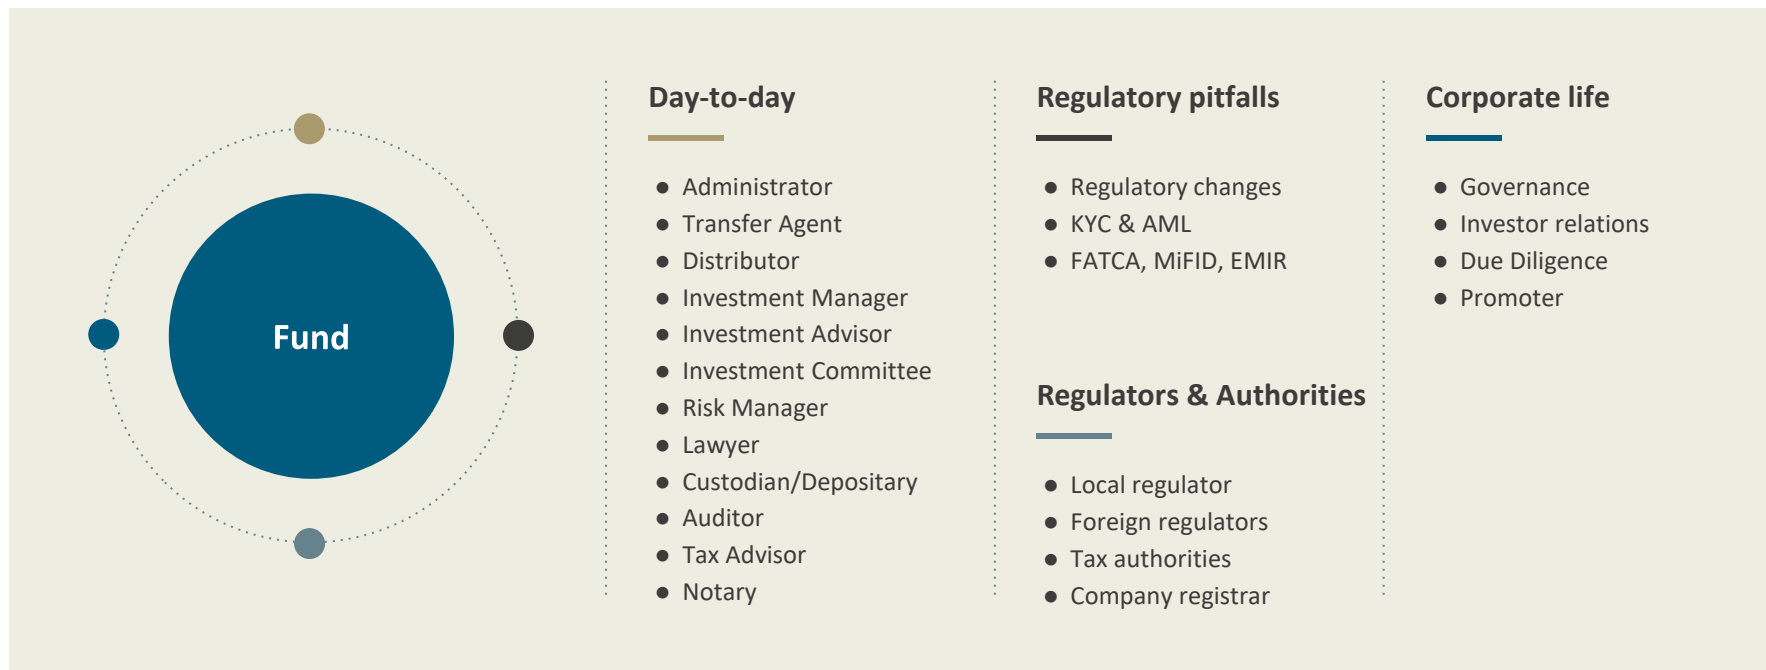 Fund
Day-to-day
● Administrator
● Transfer Agent
● Distributor
● Investment Manager
● Investment Advisor
● Investment Committee
● Risk Manager
● Lawyer
● Custodian/Depositary
● Auditor
● Tax Advisor
● Notary
Regulatory pitfalls
● Regulatory changes
● KYC & AML
● FATCA, MiFID, EMIR
Regulators & Authorities
● Local regulator
● Foreign regulators
● Tax authorities
● Company registrar
Corporate life
● Governance
● Investor relations
● Due Diligence
● Promoter